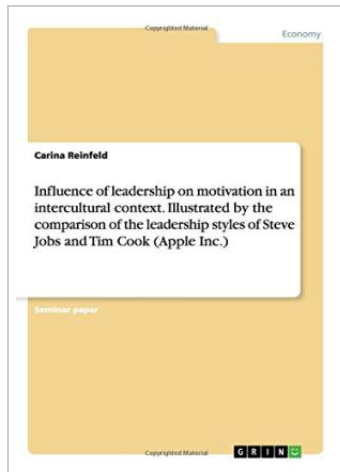 Copyrighted Material
Economy
Carina Reinfeld
Influence of leadership on motivation in an
intercultural context. Illustrated by the
comparison of the leadership styles of Steve
Jobs and Tim Cook (Apple Inc.)
Seminar paper
Copyrighted Material
GRIN